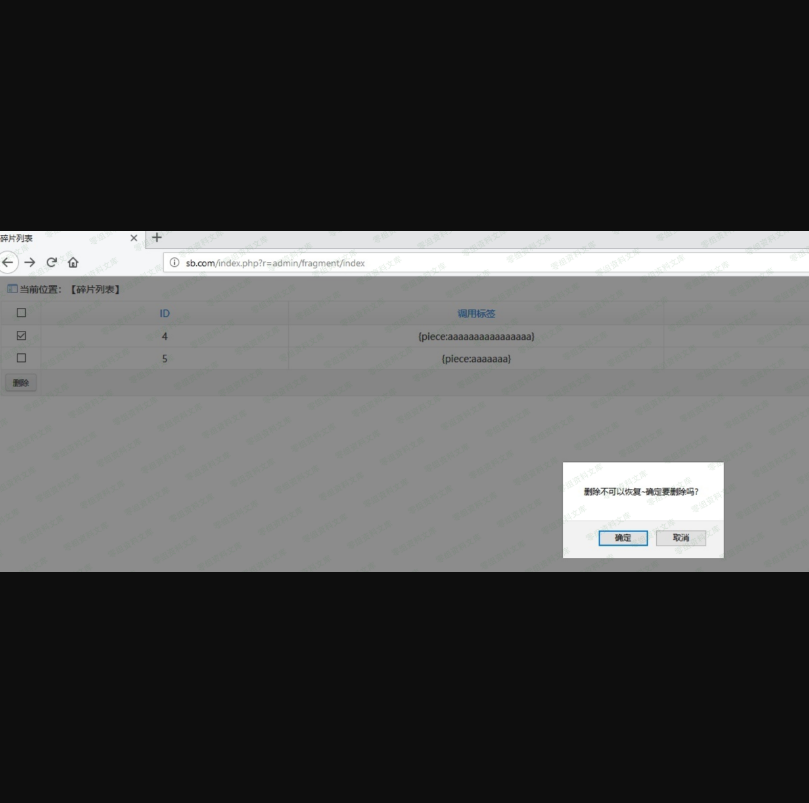 碎片列表
sb.com/index.php?r=admin/fragment/index
当前位置：【碎片列表】
ID 调用标签
4 {piece:aaaaaaaaaaaaaaaa}
5 {piece:aaaaaaa}
删除
删除不可以恢复~确定要删除吗?
确定 取消